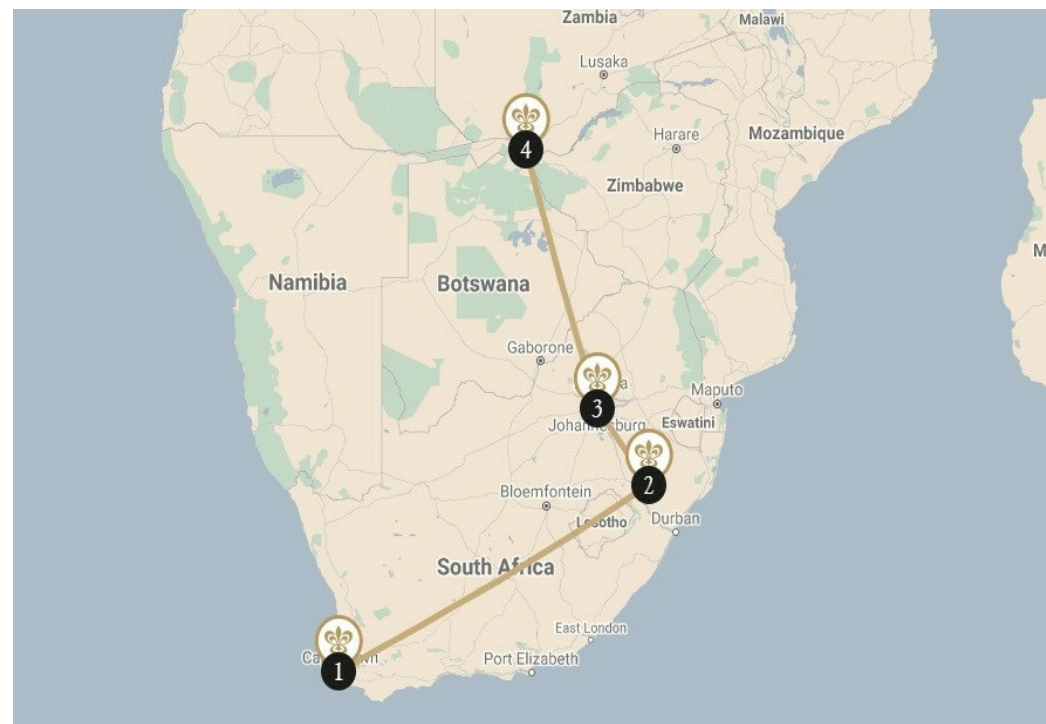 Zambia
Malawi
Lusaka
4
Harare
Mozambique
Zimbabwe
Namibia
Botswana
Gaborone
3
Maputo
Johannesburg
Eswatini
2
Bloemfontein
Lesotho
Durban
South Africa
East London
1
Port Elizabeth